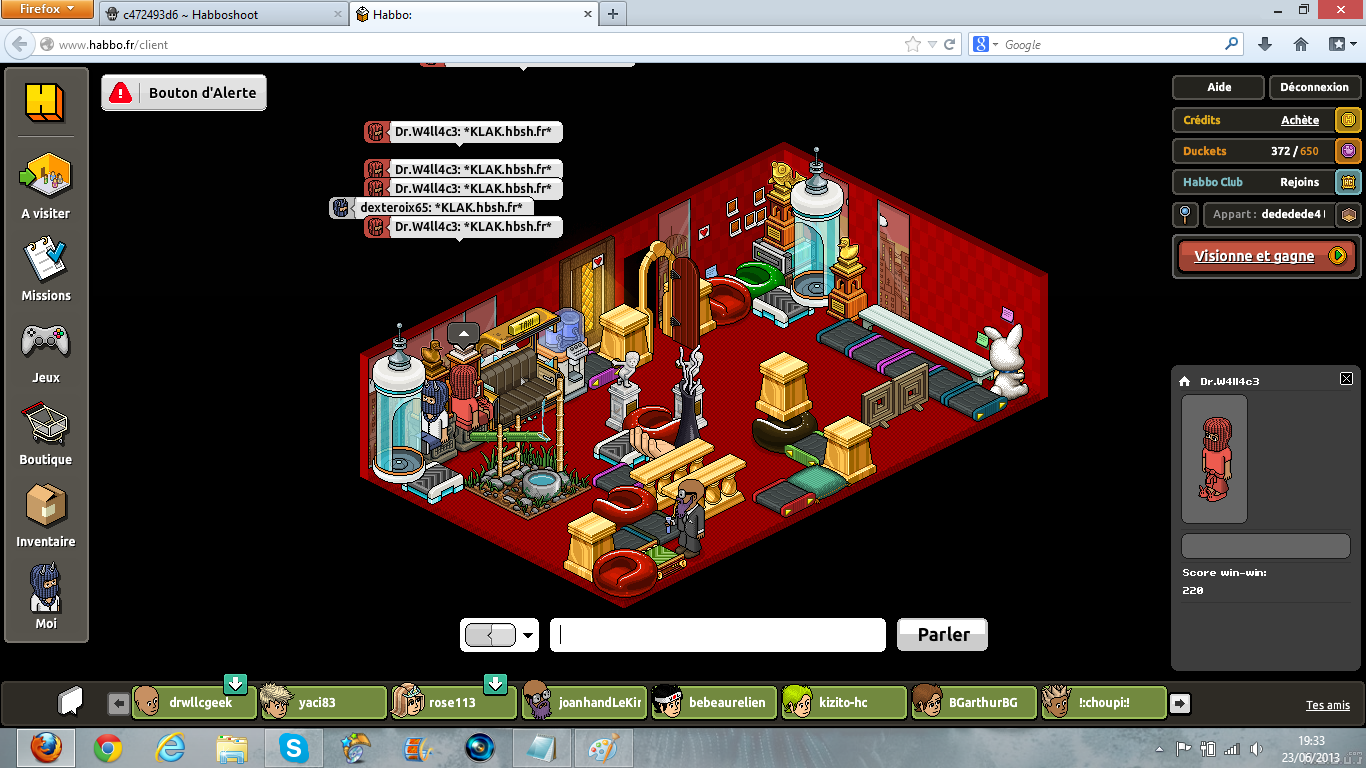 Firefox
c472493d6 ~ Habboshoot
Habbo:
www.habbo.fr/client
Google
Bouton d'Alerte
Dr.W4ll4c3: *KLAK.hbsh.fr*
Dr.W4ll4c3: *KLAK.hbsh.fr*
Dr.W4ll4c3: *KLAK.hbsh.fr*
dexteroix65: *KLAK.hbsh.fr*
Dr.W4ll4c3: *KLAK.hbsh.fr*
A visiter
Missions
Jeux
Boutique
Inventaire
Moi
TAXI
Aide
Déconnexion
Crédits Achète
Duckets 372 / 650
Habbo Club Rejoins
Appart : dededede4
Visionne et gagne
Dr.W4ll4c3
Score win-win:
220
Parler
drwllcgeek
yaci83
rose113
joanhandLeKir
bebeaurelien
kizito-hc
BGarthurBG
!:choupi:!
Tes amis
19:33
23/06/2013